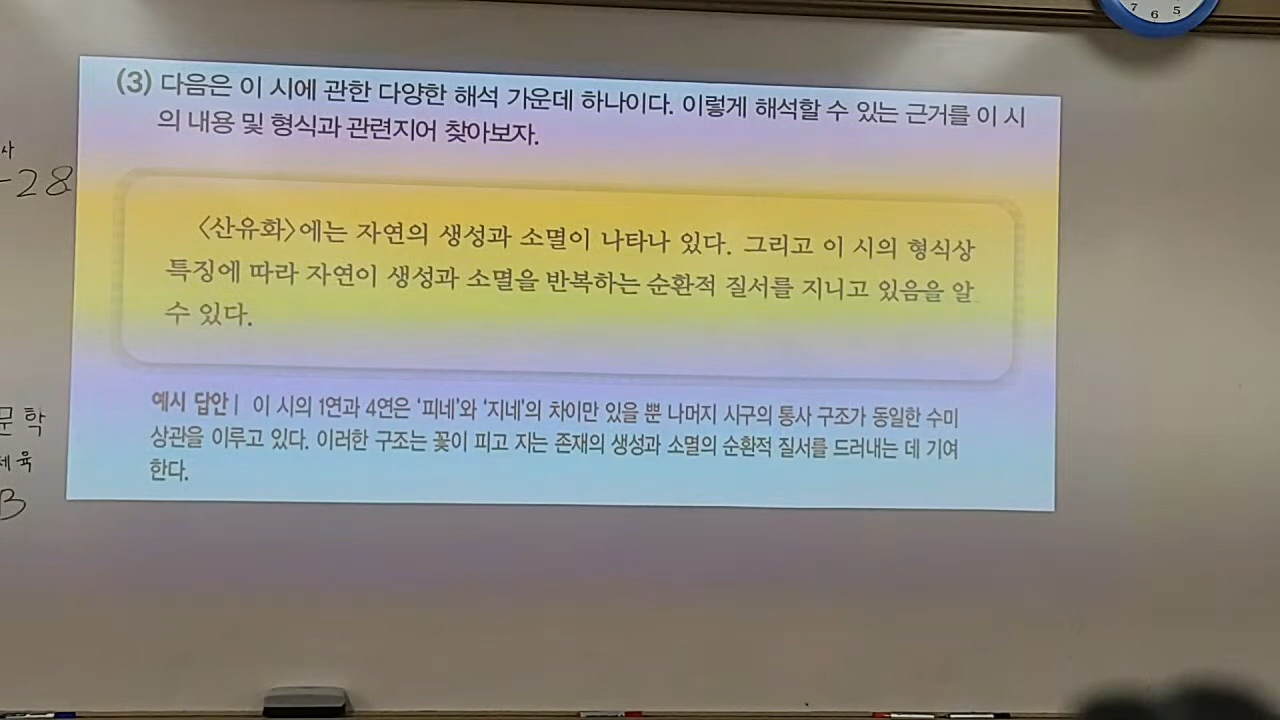 (3) 다음은 이 시에 관한 다양한 해석 가운데 하나이다. 이렇게 해석할 수 있는 근거를 이 시
의 내용 및 형식과 관련지어 찾아보자.
〈산유화〉에는 자연의 생성과 소멸이 나타나 있다. 그리고 이 시의 형식상
특징에 따라 자연이 생성과 소멸을 반복하는 순환적 질서를 지니고 있음을 알
수 있다.
예시 답안 | 이 시의 1연과 4연은 '피네'와 '지네'의 차이만 있을 뿐 나머지 시구의 통사 구조가 동일한 수미
상관을 이루고 있다. 이러한 구조는 꽃이 피고 지는 존재의 생성과 소멸의 순환적 질서를 드러내는 데 기여
한다.
사
-28
문학
체육
B
7 6 5